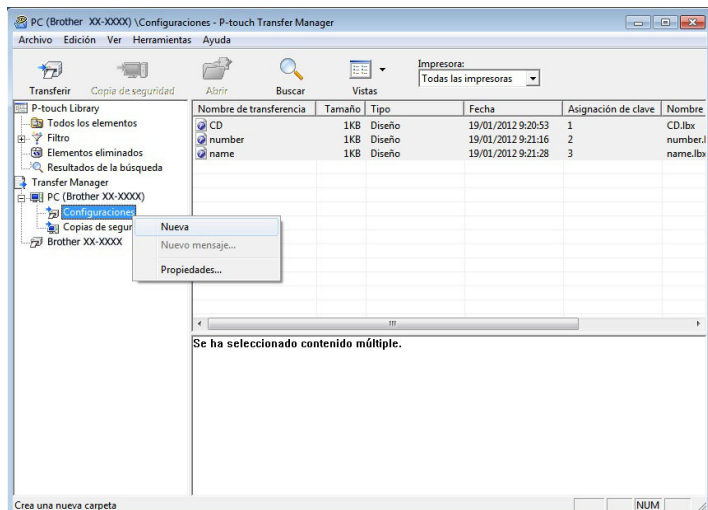 PC (Brother XX-XXXX) \Configuraciones - P-touch Transfer Manager
Archivo Edición Ver Herramientas Ayuda
Transferir Copia de seguridad Abrir Buscar Vistas
Impresora:
Todas las impresoras
P-touch Library
Todos los elementos
Filtro
Elementos eliminados
Resultados de la búsqueda
Transfer Manager
PC (Brother XX-XXXX)
Configuraciones
Copias de segur
Brother XX-XXXX
Nueva
Nuevo mensaje...
Propiedades...
Nombre de transferencia Tamaño Tipo Fecha Asignación de clave Nombre
CD 1KB Diseño 19/01/2012 9:20:53 1 CD.lbx
number 1KB Diseño 19/01/2012 9:21:16 2 number.l
name 1KB Diseño 19/01/2012 9:21:28 3 name.lbx
Se ha seleccionado contenido múltiple.
Crea una nueva carpeta NUM